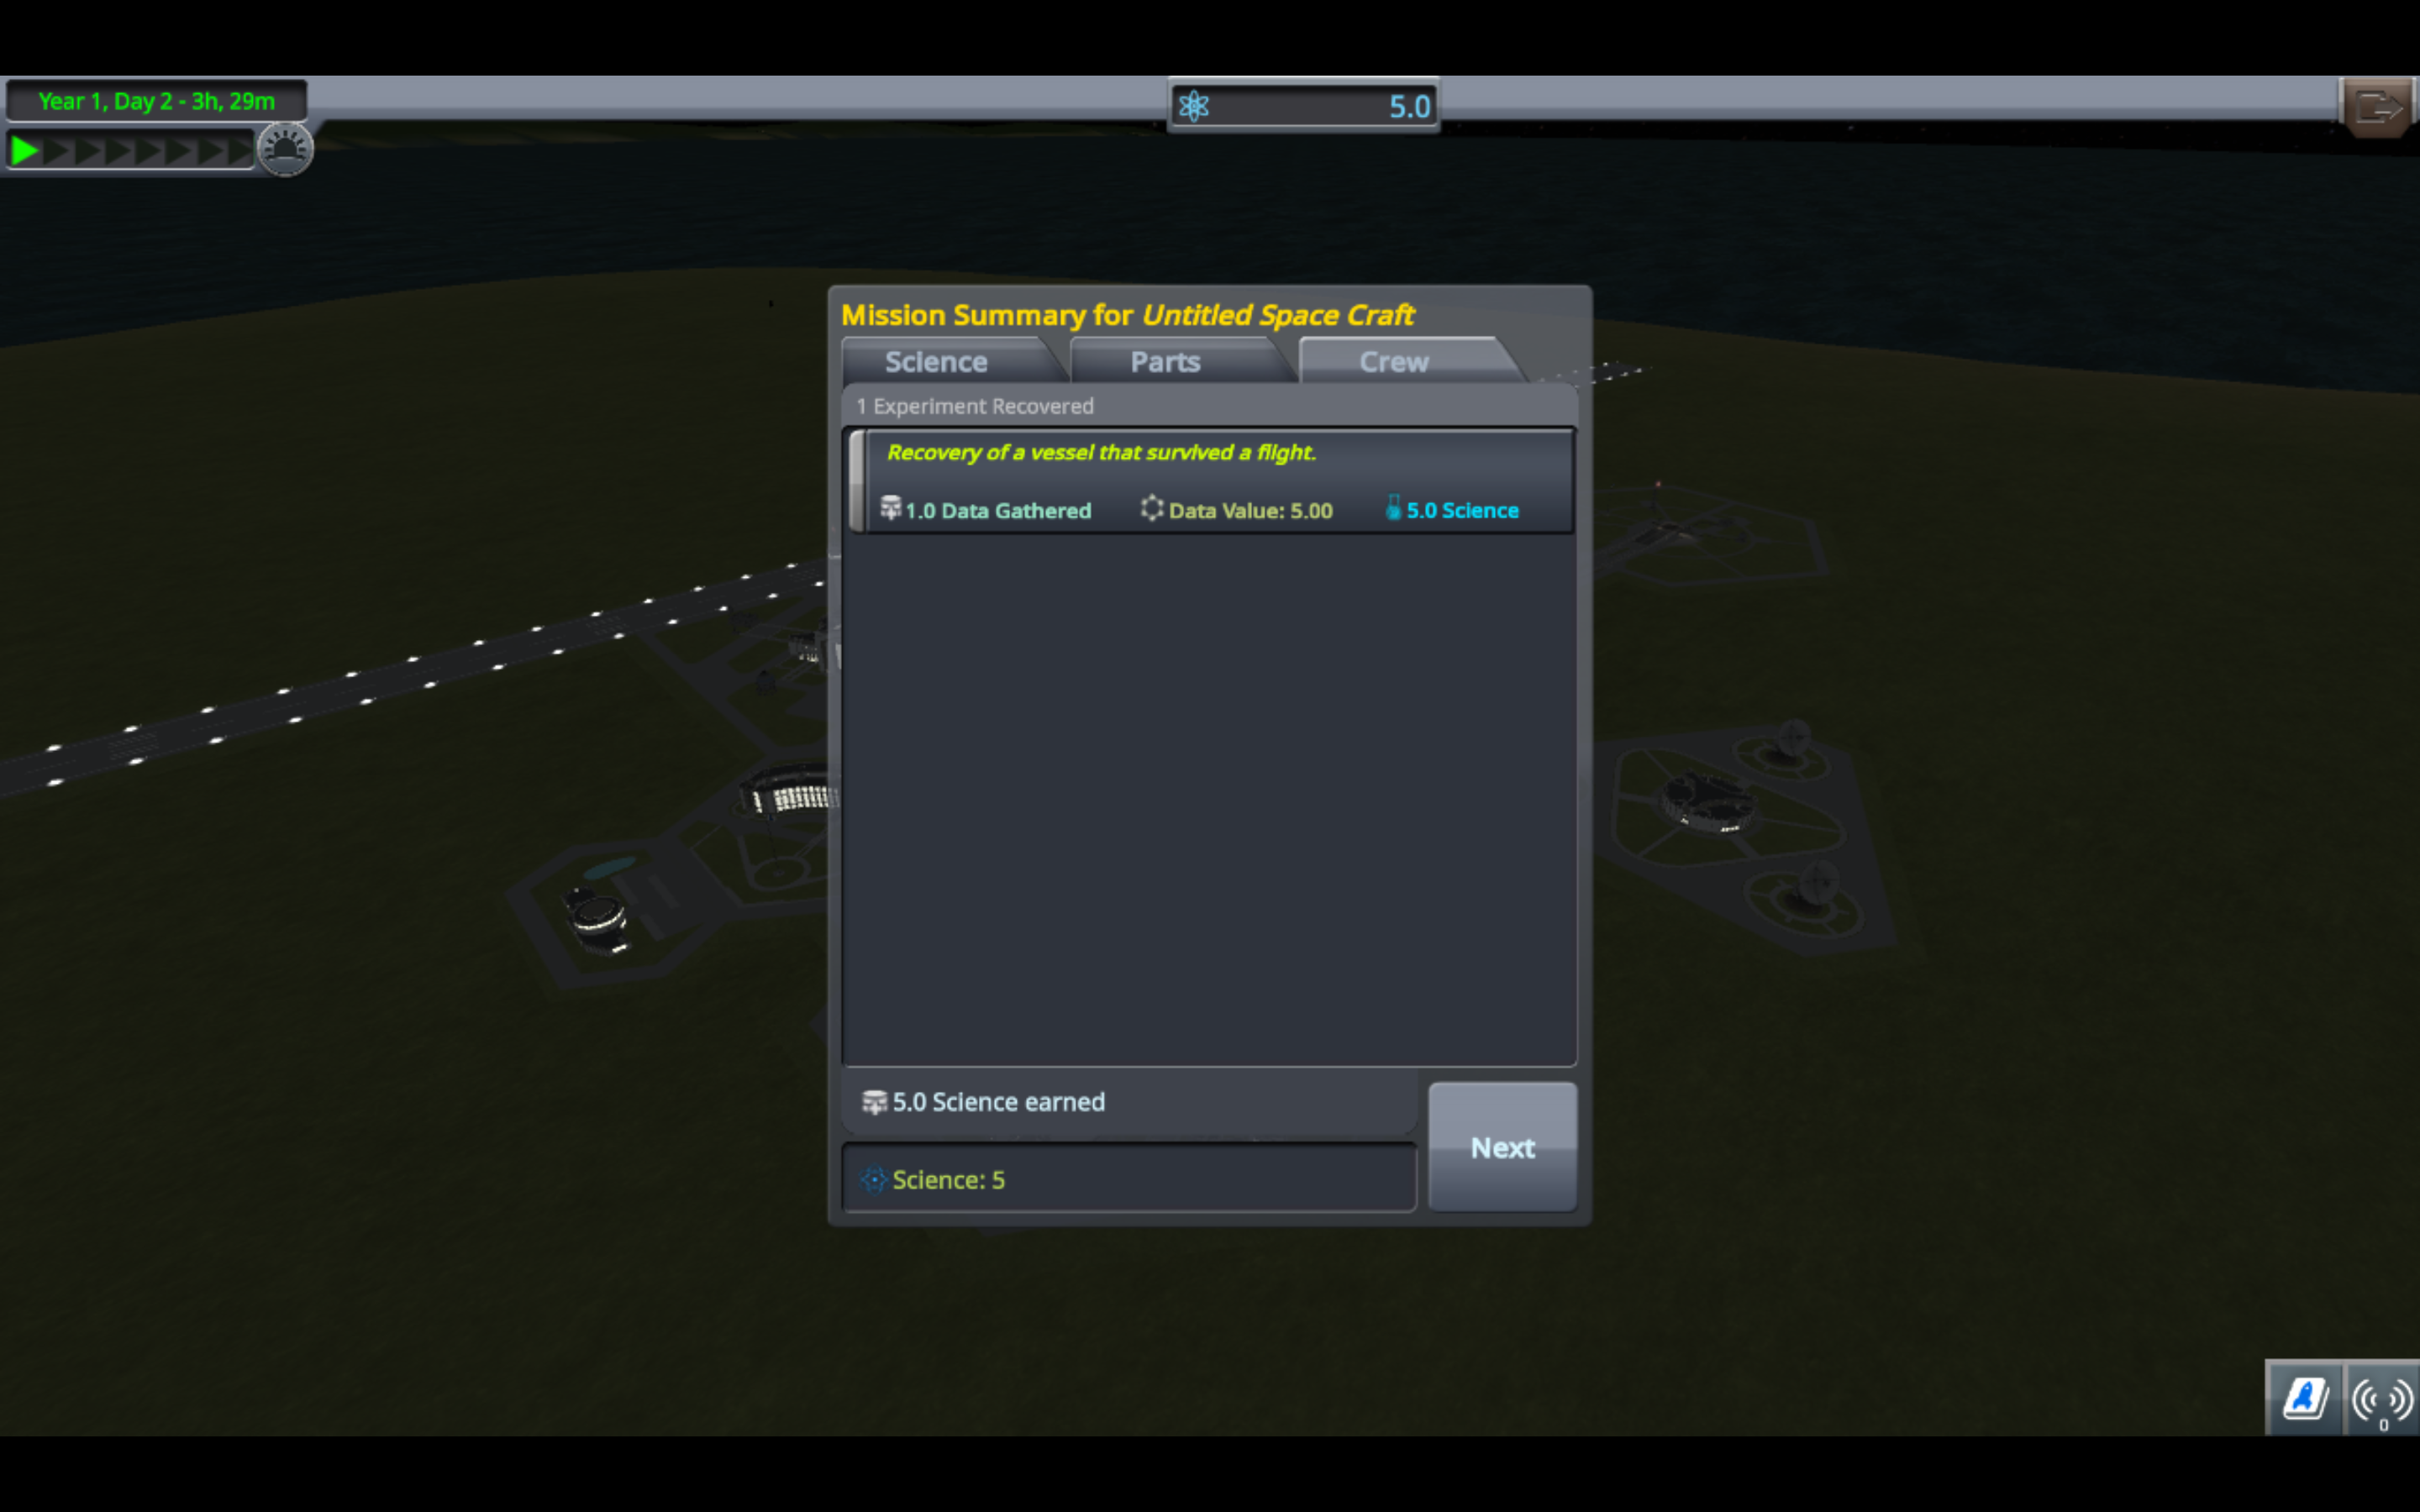 Year 1, Day 2 - 3h, 29m
5.0
Mission Summary for Untitled Space Craft
Science
Parts
Crew
1 Experiment Recovered
Recovery of a vessel that survived a flight.
1.0 Data Gathered
Data Value: 5.00
5.0 Science
5.0 Science earned
Science: 5
Next
0